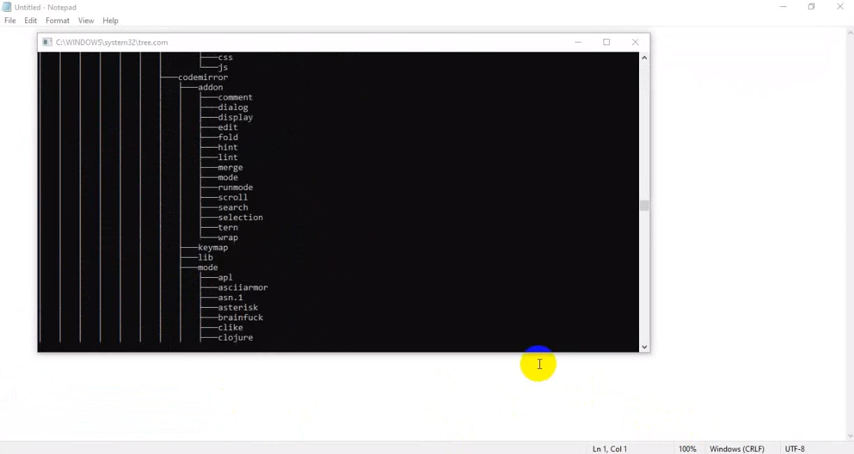 Untitled - Notepad
File Edit Format View Help
C:\WINDOWS\system32\tree.com
css
js
codemirror
addon
comment
dialog
display
edit
fold
hint
lint
merge
mode
runmode
scroll
search
selection
tern
wrap
keymap
lib
mode
apl
asciiarmor
asn.1
asterisk
brainfuck
clike
clojure
Ln 1, Col 1 100% Windows (CRLF) UTF-8